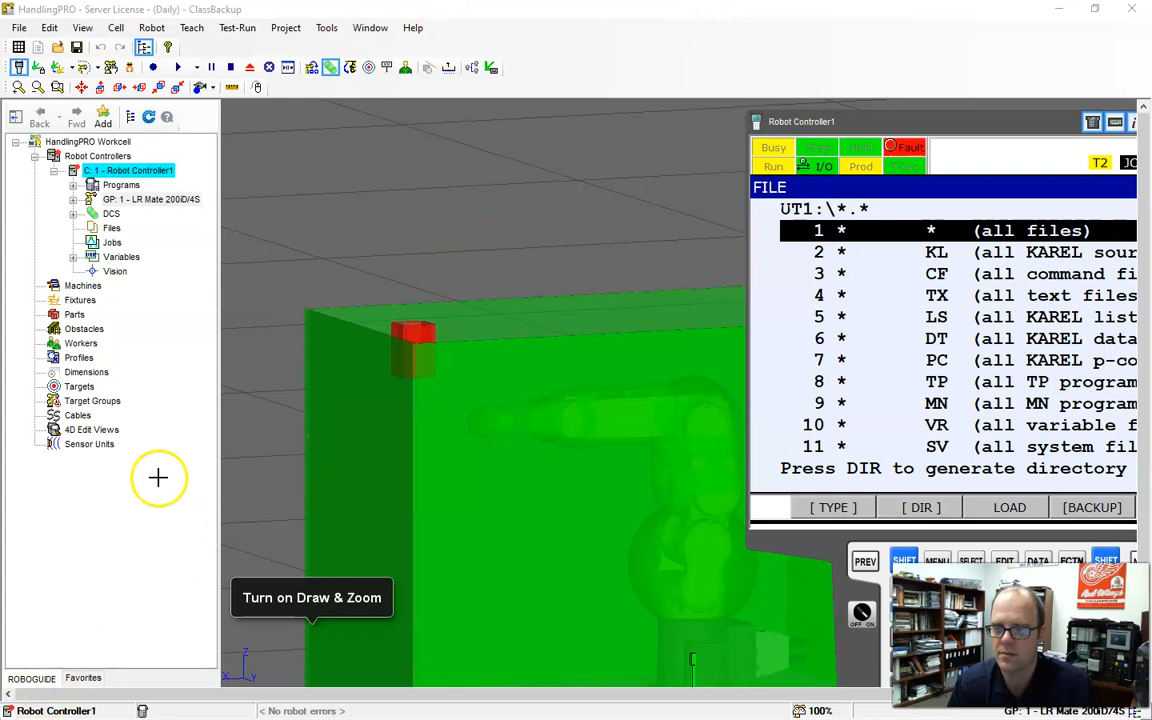 HandlingPRO - Server License - (Daily) - ClassBackup
File Edit View Cell Robot Teach Test-Run Project Tools Window Help
Back Fwd Add
HandlingPRO Workcell
Robot Controllers
C: 1 - Robot Controller1
Programs
GP: 1 - LR Mate 200iD/4S
DCS
Files
Jobs
Variables
Vision
Machines
Fixtures
Parts
Obstacles
Workers
Profiles
Dimensions
Targets
Target Groups
Cables
4D Edit Views
Sensor Units
Turn on Draw & Zoom
Z
X Y
Robot Controller1
Busy Fault
Run I/O Prod T2 JO
FILE
UT1:\*.*
1 * * (all files)
2 * KL (all KAREL sour
3 * CF (all command fi
4 * TX (all text files
5 * LS (all KAREL list
6 * DT (all KAREL data
7 * PC (all KAREL p-co
8 * TP (all TP program
9 * MN (all MN program
10 * VR (all variable f
11 * SV (all system fil
Press DIR to generate directory
[ TYPE ] [ DIR ] LOAD [BACKUP]
PREV SHIFT MENU SELECT EDIT DATA FCTN SHIFT
OFF ON
ROBOGUIDE Favorites
Robot Controller1 < No robot errors > 100% GP: 1 - LR Mate 200iD/4S